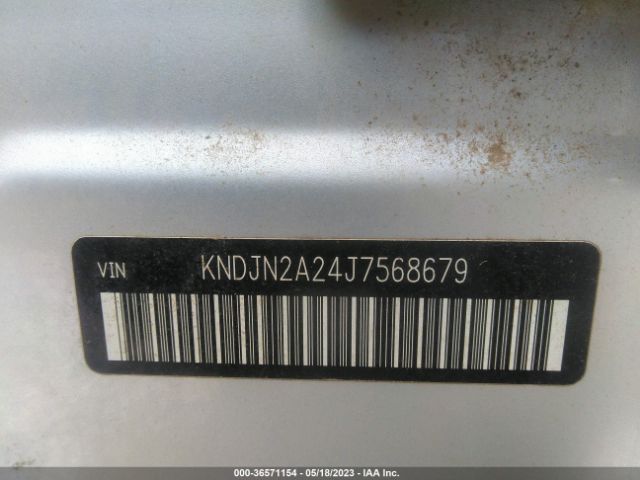 VIN KNDJN2A24J7568679
000-36571154 - 05/18/2023 - IAA Inc.